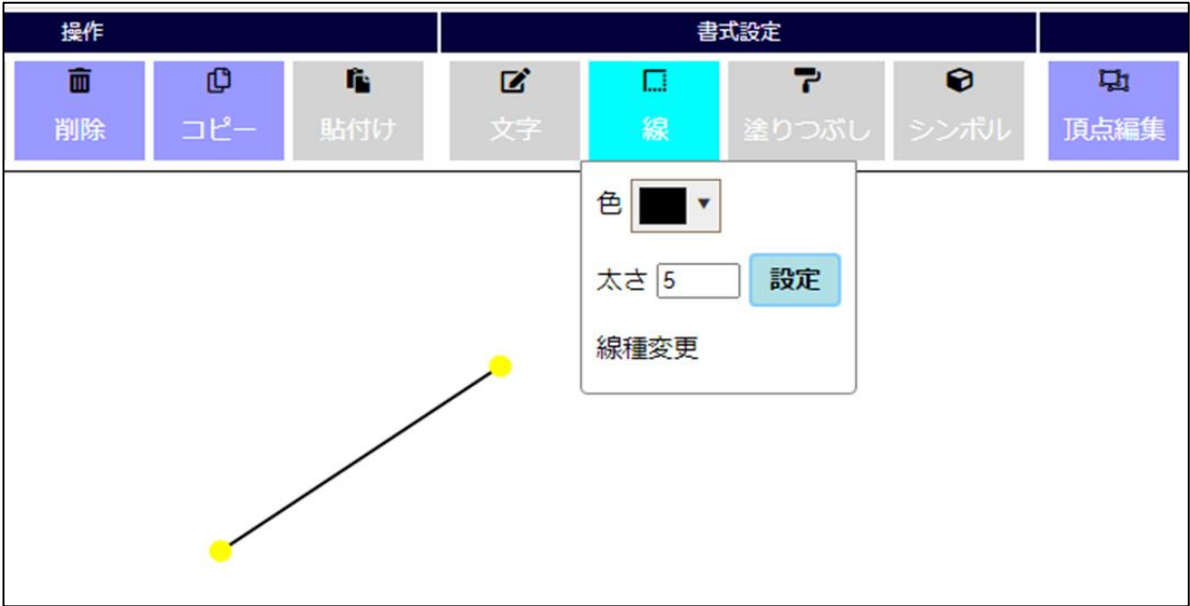 操作 書式設定
削除 コピー 貼付け 文字 線 塗りつぶし シンボル 頂点編集
色
太さ 5 設定
線種変更